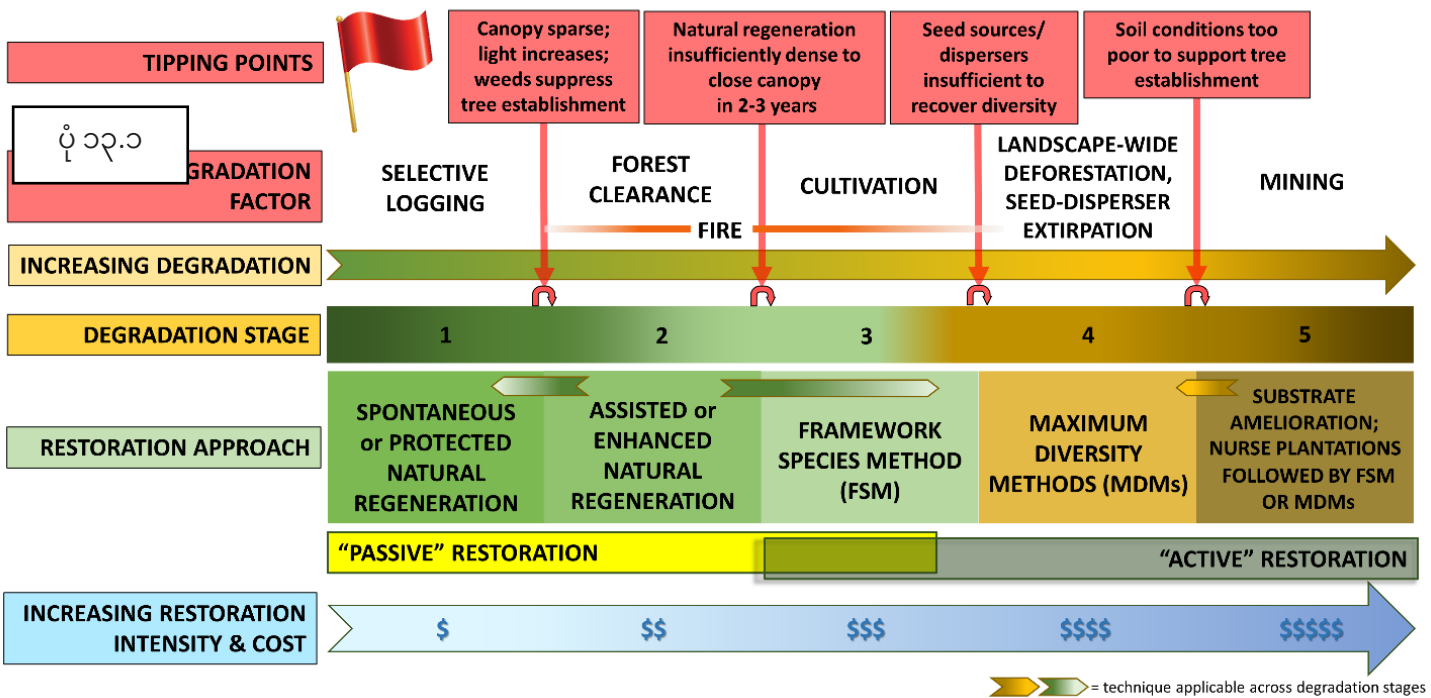 TIPPING POINTS
Canopy sparse;
light increases;
weeds suppress
tree establishment
Natural regeneration
insufficiently dense to
close canopy
in 2-3 years
Seed sources/
dispersers
insufficient to
recover diversity
Soil conditions too
poor to support tree
establishment
ပုံ ၁၃.၁
GRADATION
FACTOR
SELECTIVE
LOGGING
FOREST
CLEARANCE
CULTIVATION
LANDSCAPE-WIDE
DEFORESTATION,
SEED-DISPERSER
EXTIRPATION
MINING
FIRE
INCREASING DEGRADATION
DEGRADATION STAGE
1
2
3
4
5
RESTORATION APPROACH
SPONTANEOUS
or PROTECTED
NATURAL
REGENERATION
ASSISTED or
ENHANCED
NATURAL
REGENERATION
FRAMEWORK
SPECIES METHOD
(FSM)
MAXIMUM
DIVERSITY
METHODS (MDMs)
SUBSTRATE
AMELIORATION;
NURSE PLANTATIONS
FOLLOWED BY FSM
OR MDMs
“PASSIVE” RESTORATION
“ACTIVE” RESTORATION
INCREASING RESTORATION
INTENSITY & COST
$
$$
$$$
$$$$
$$$$$
= technique applicable across degradation stages